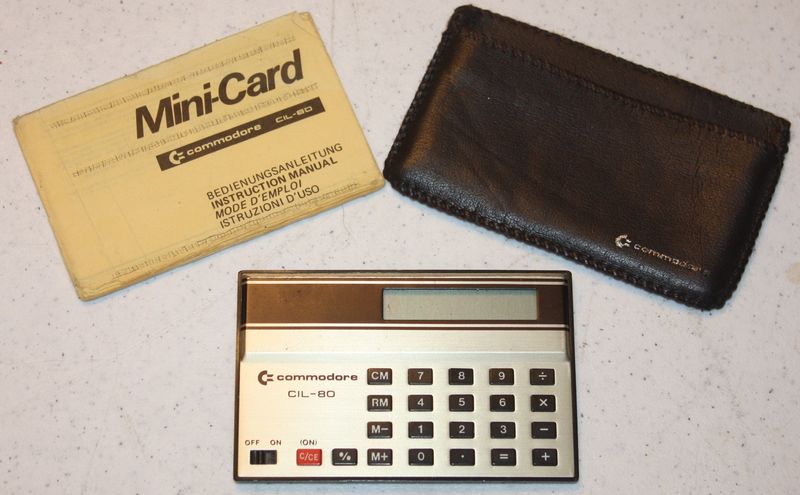 Mini-Card
commodore CIL-80
BEDIENUNGSANLEITUNG
INSTRUCTION MANUAL
MODE D'EMPLOI
ISTRUZIONI D'USO
commodore
commodore
CIL-80
CM 7 8 9 ÷
RM 4 5 6 ×
M– 1 2 3 –
OFF ON (ON)
C/CE % M+ 0 · = +